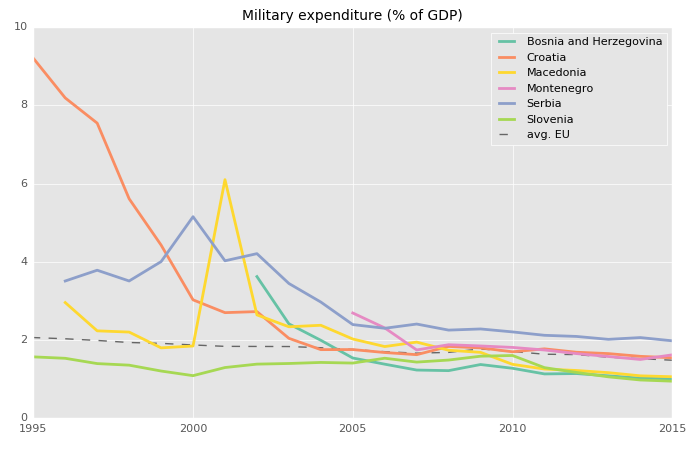 Military expenditure (% of GDP)
10
8
6
4
2
0
1995
2000
2005
2010
2015
Bosnia and Herzegovina
Croatia
Macedonia
Montenegro
Serbia
Slovenia
avg. EU